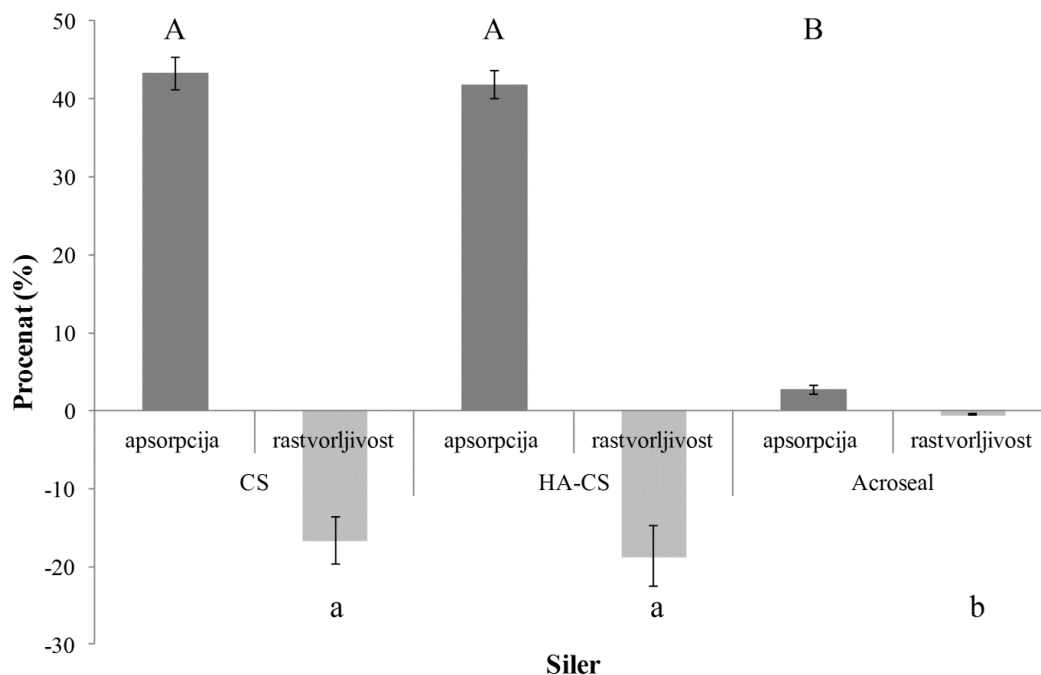 Procenat (%)
50
40
30
20
10
0
-10
-20
-30
A A B
apsorpcija rastvorljivost apsorpcija rastvorljivost apsorpcija rastvorljivost
CS HA-CS Acroseal
a a b
Siler